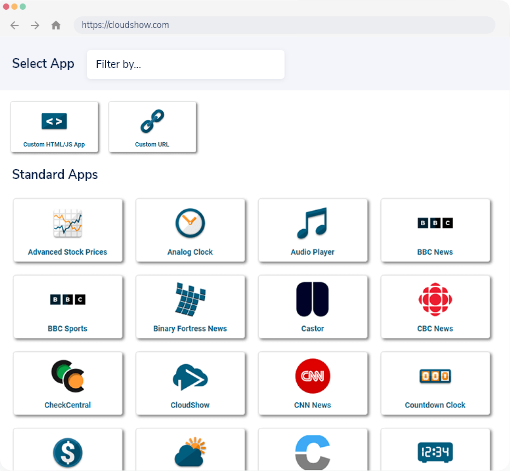 https://cloudshow.com
Select App
Filter by...
<> 
Custom HTML/JS App
Custom URL
Standard Apps
Advanced Stock Prices
Analog Clock
Audio Player
BBC
BBC News
BBC
BBC Sports
Binary Fortress News
Castor
CBC News
CheckCentral
CloudShow
CNN
CNN News
000
Countdown Clock
$
12:34